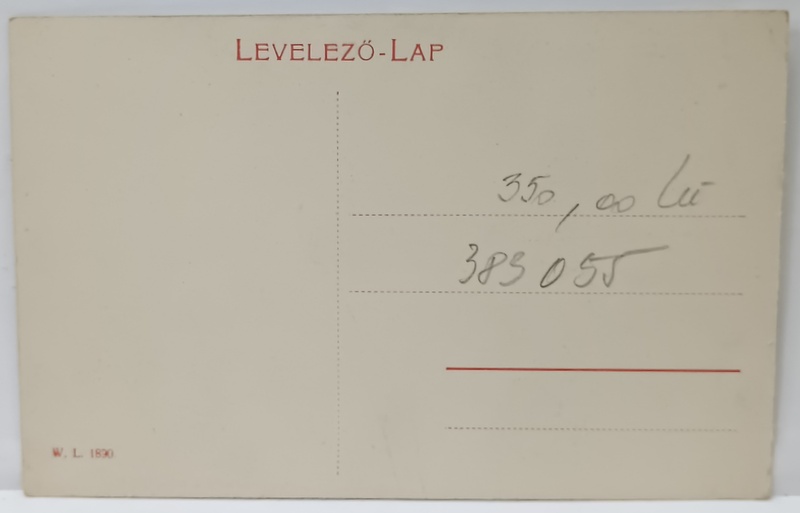 LEVELEZŐ-LAP
350,00 Lei
383055
W. L. 1890